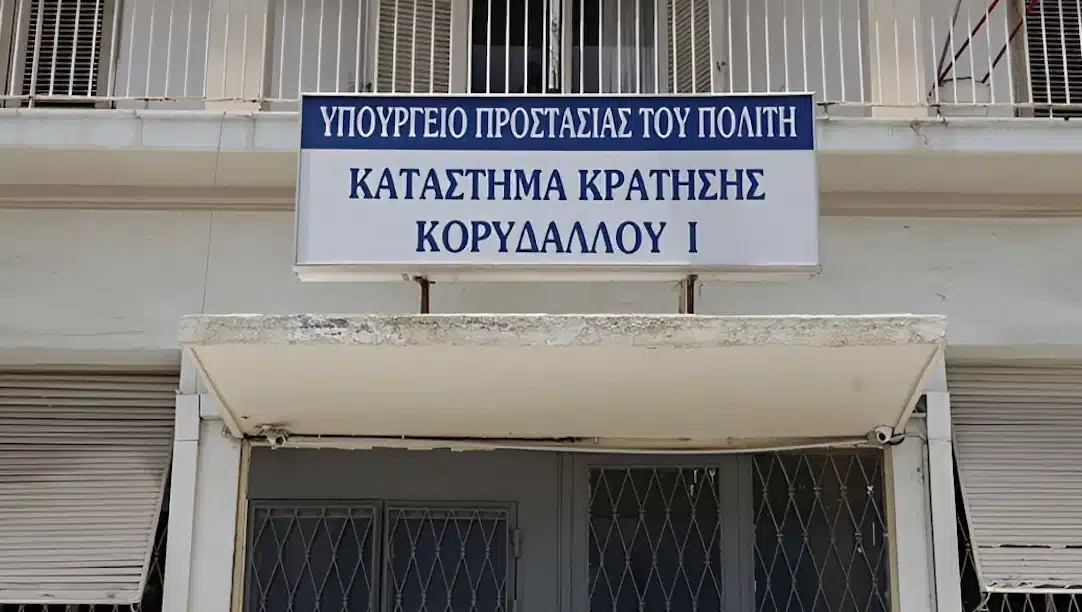 ΥΠΟΥΡΓΕΙΟ ΠΡΟΣΤΑΣΙΑΣ ΤΟΥ ΠΟΛΙΤΗ
ΚΑΤΑΣΤΗΜΑ ΚΡΑΤΗΣΗΣ
ΚΟΡΥΔΑΛΛΟΥ Ι